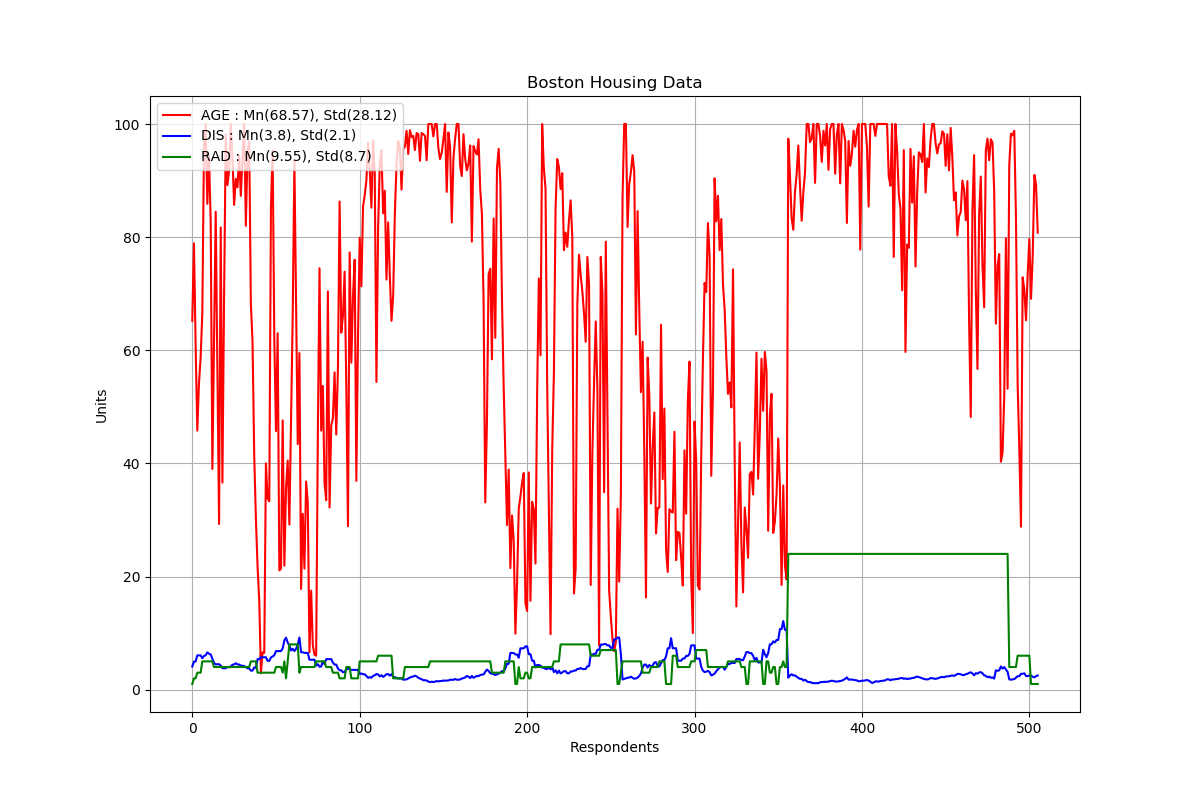 Boston Housing Data
AGE : Mn(68.57), Std(28.12)
DIS : Mn(3.8), Std(2.1)
RAD : Mn(9.55), Std(8.7)
100
80
60
40
20
0
Units
0 100 200 300 400 500
Respondents